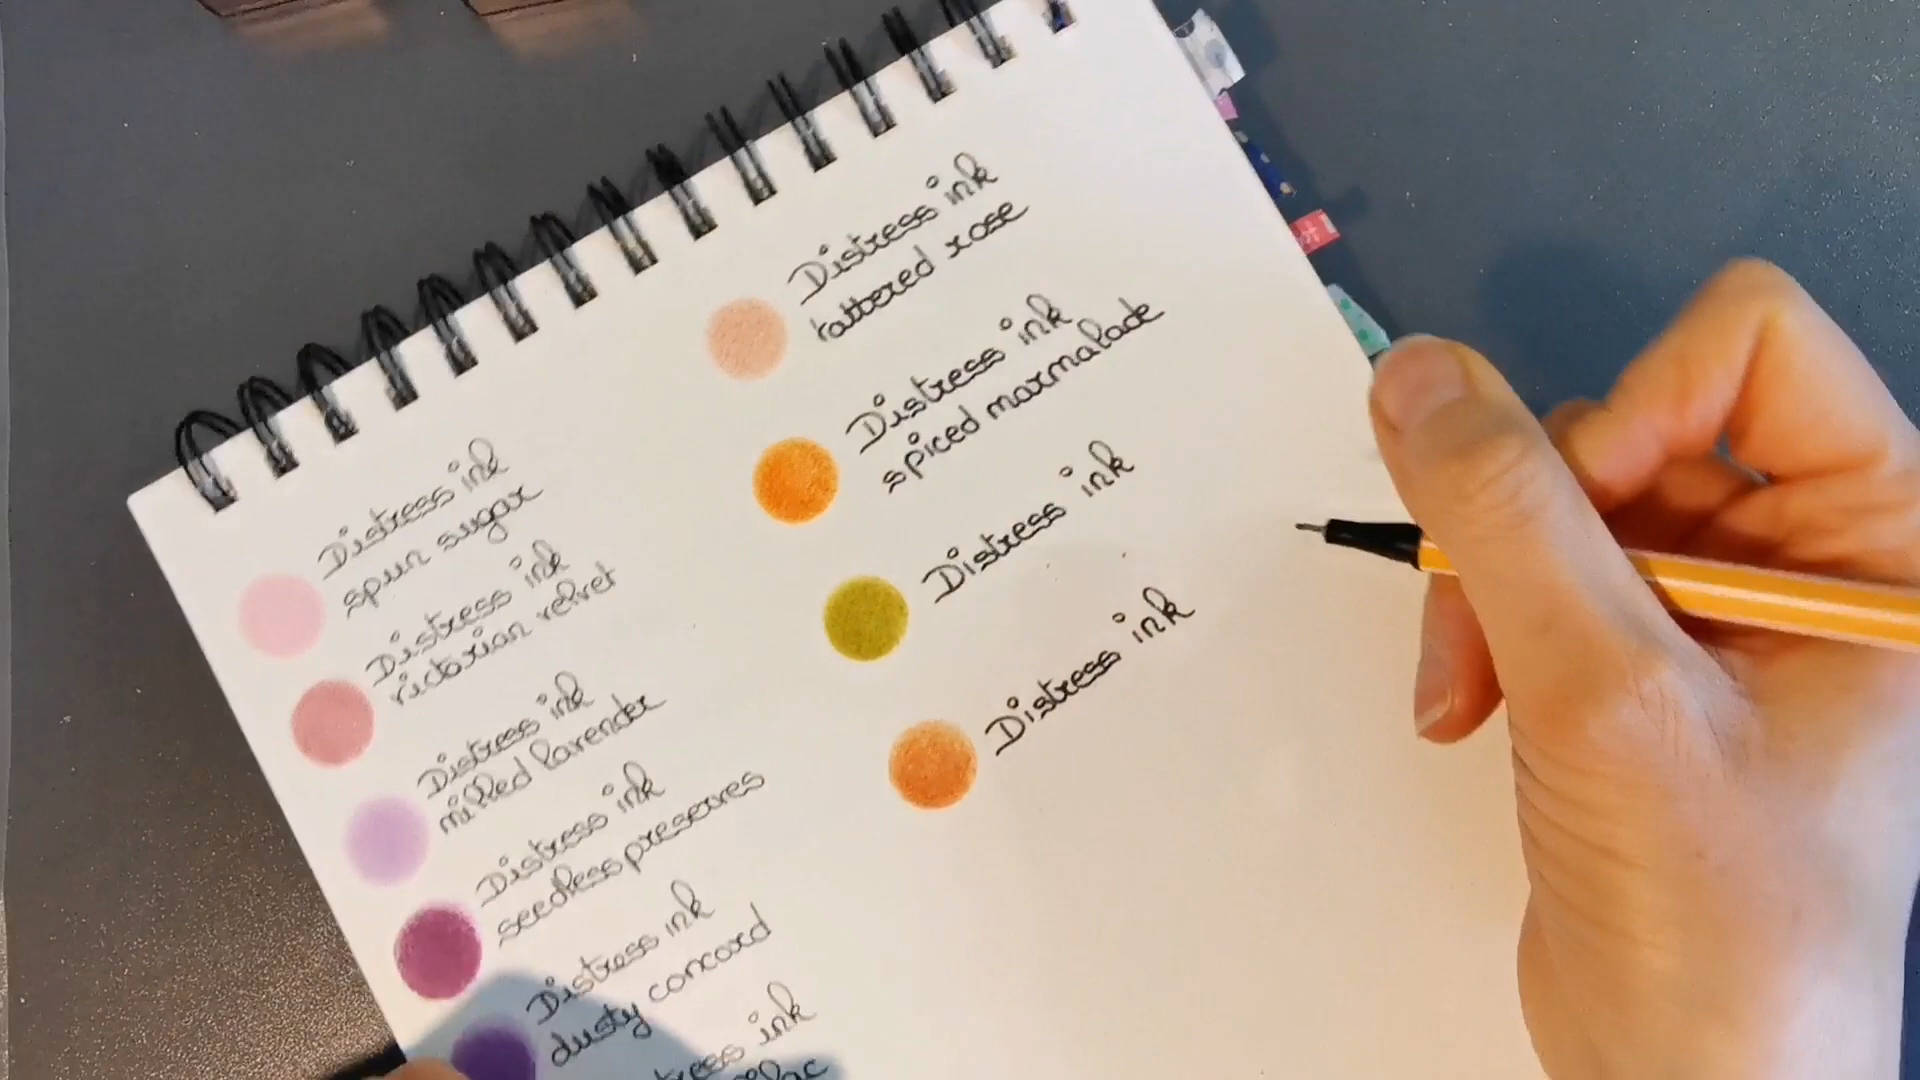 Distress ink
spun sugar
Distress ink
victorian velvet
Distress ink
milled lavender
Distress ink
seedless preserves
Distress ink
dusty concord
ink
Distress ink
tattered rose
Distress ink
spiced marmalade
Distress ink
Distress ink